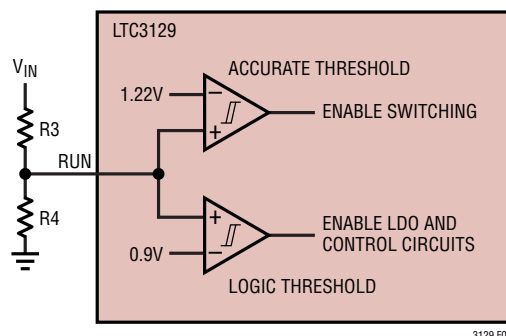 LTC3129
VIN
ACCURATE THRESHOLD
1.22V
−
ENABLE SWITCHING
R3
+
RUN
R4
+
ENABLE LDO AND
CONTROL CIRCUITS
0.9V
−
LOGIC THRESHOLD
3129 F0